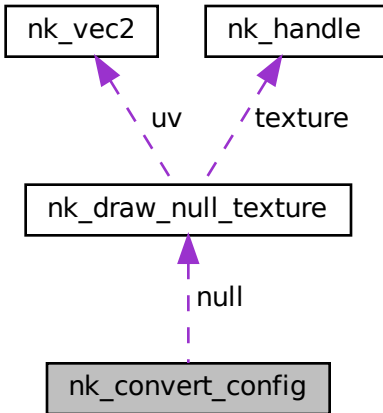 nk_vec2
nk_handle
uv
texture
nk_draw_null_texture
null
nk_convert_config